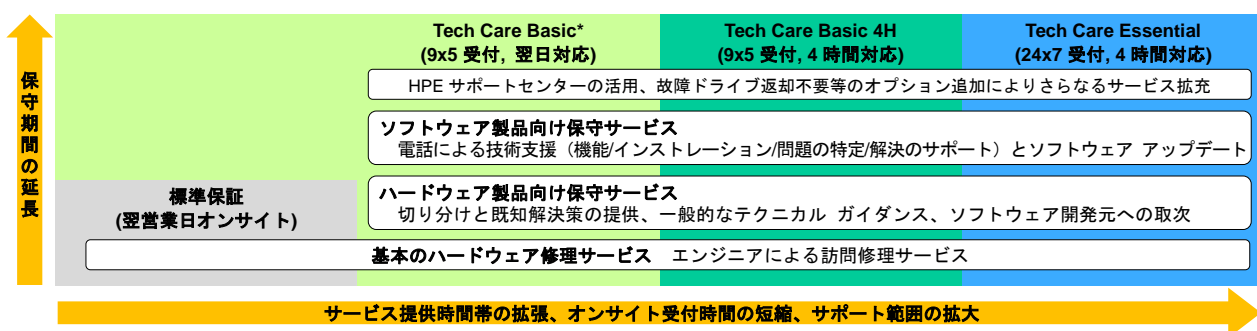 Tech Care Basic*
(9x5 受付, 翌日対応)
Tech Care Basic 4H
(9x5 受付, 4 時間対応)
Tech Care Essential
(24x7 受付, 4 時間対応)
保守期間の延長
HPE サポートセンターの活用、故障ドライブ返却不要等のオプション追加によりさらなるサービス拡充
ソフトウェア製品向け保守サービス
電話による技術支援（機能/インストレーション/問題の特定/解決のサポート）とソフトウェア アップデート
標準保証
(翌営業日オンサイト)
ハードウェア製品向け保守サービス
切り分けと既知解決策の提供、一般的なテクニカル ガイダンス、ソフトウェア開発元への取次
基本のハードウェア修理サービス エンジニアによる訪問修理サービス
サービス提供時間帯の拡張、オンサイト受付時間の短縮、サポート範囲の拡大